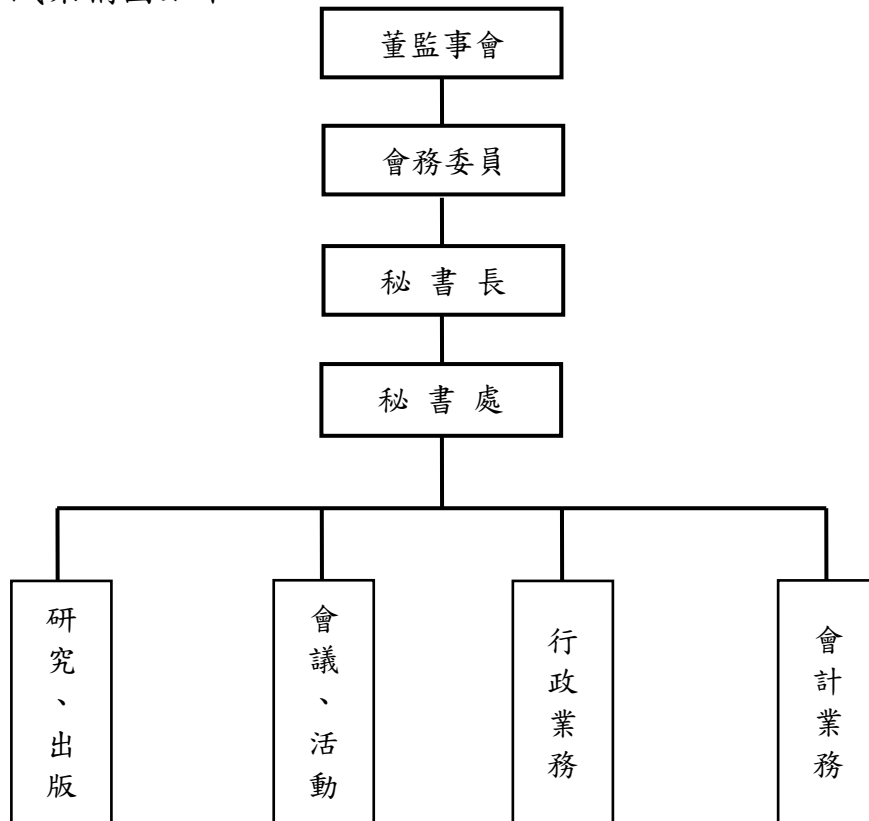 董監事會
會務委員
秘 書 長
秘 書 處
研究、出版
會議、活動
行政業務
會計業務